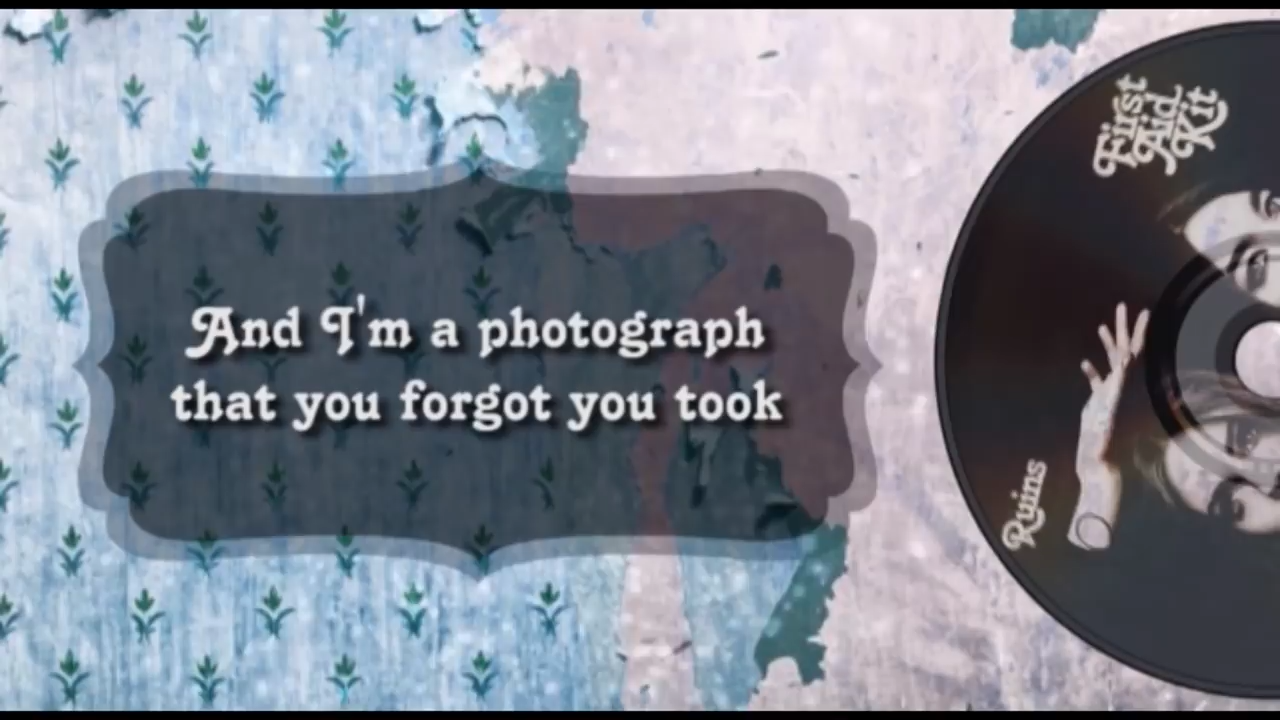 And I'm a photograph
that you forgot you took
First
Aid
Kit
Ruins